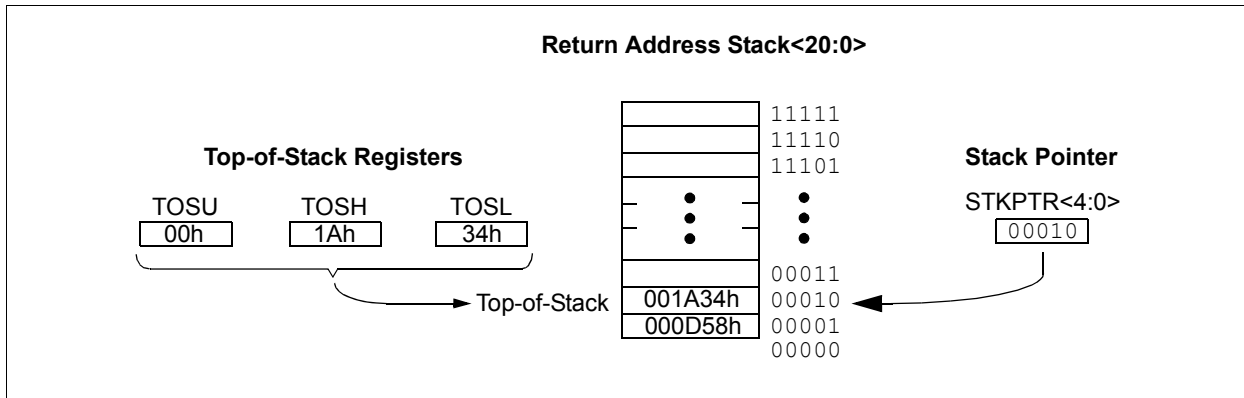 Return Address Stack<20:0>
11111
11110
11101
Top-of-Stack Registers
Stack Pointer
TOSU TOSH TOSL
STKPTR<4:0>
00h 1Ah 34h
00010
00011
Top-of-Stack 001A34h 00010
000D58h 00001
00000